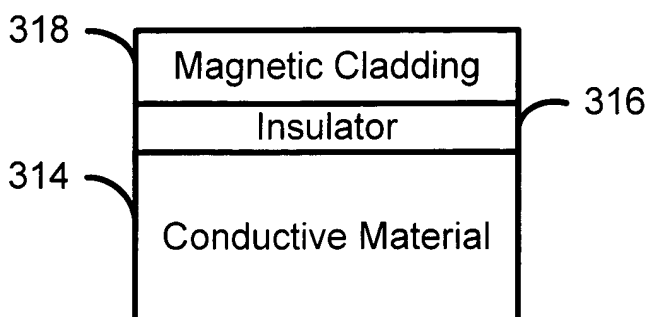 318
Magnetic Cladding
316
Insulator
314
Conductive Material